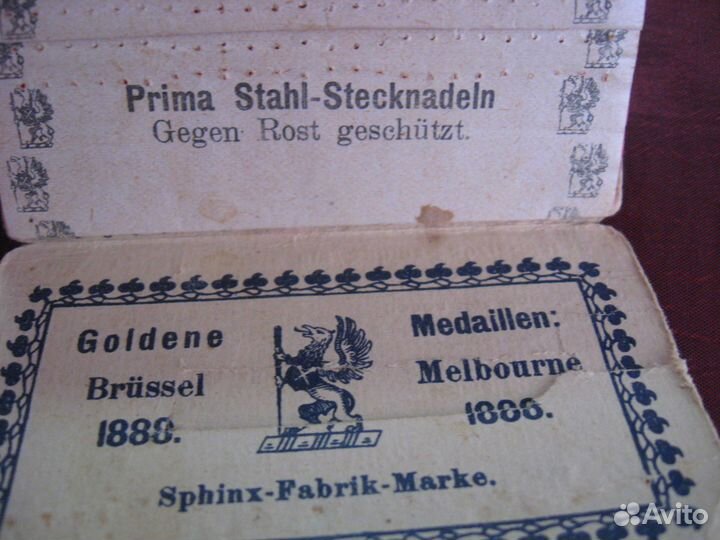 Prima Stahl-Stecknadeln
Gegen Rost geschützt.
Goldene Medaillen:
Brüssel Melbourne
1888. 1888.
Sphinx-Fabrik-Marke.
Avito